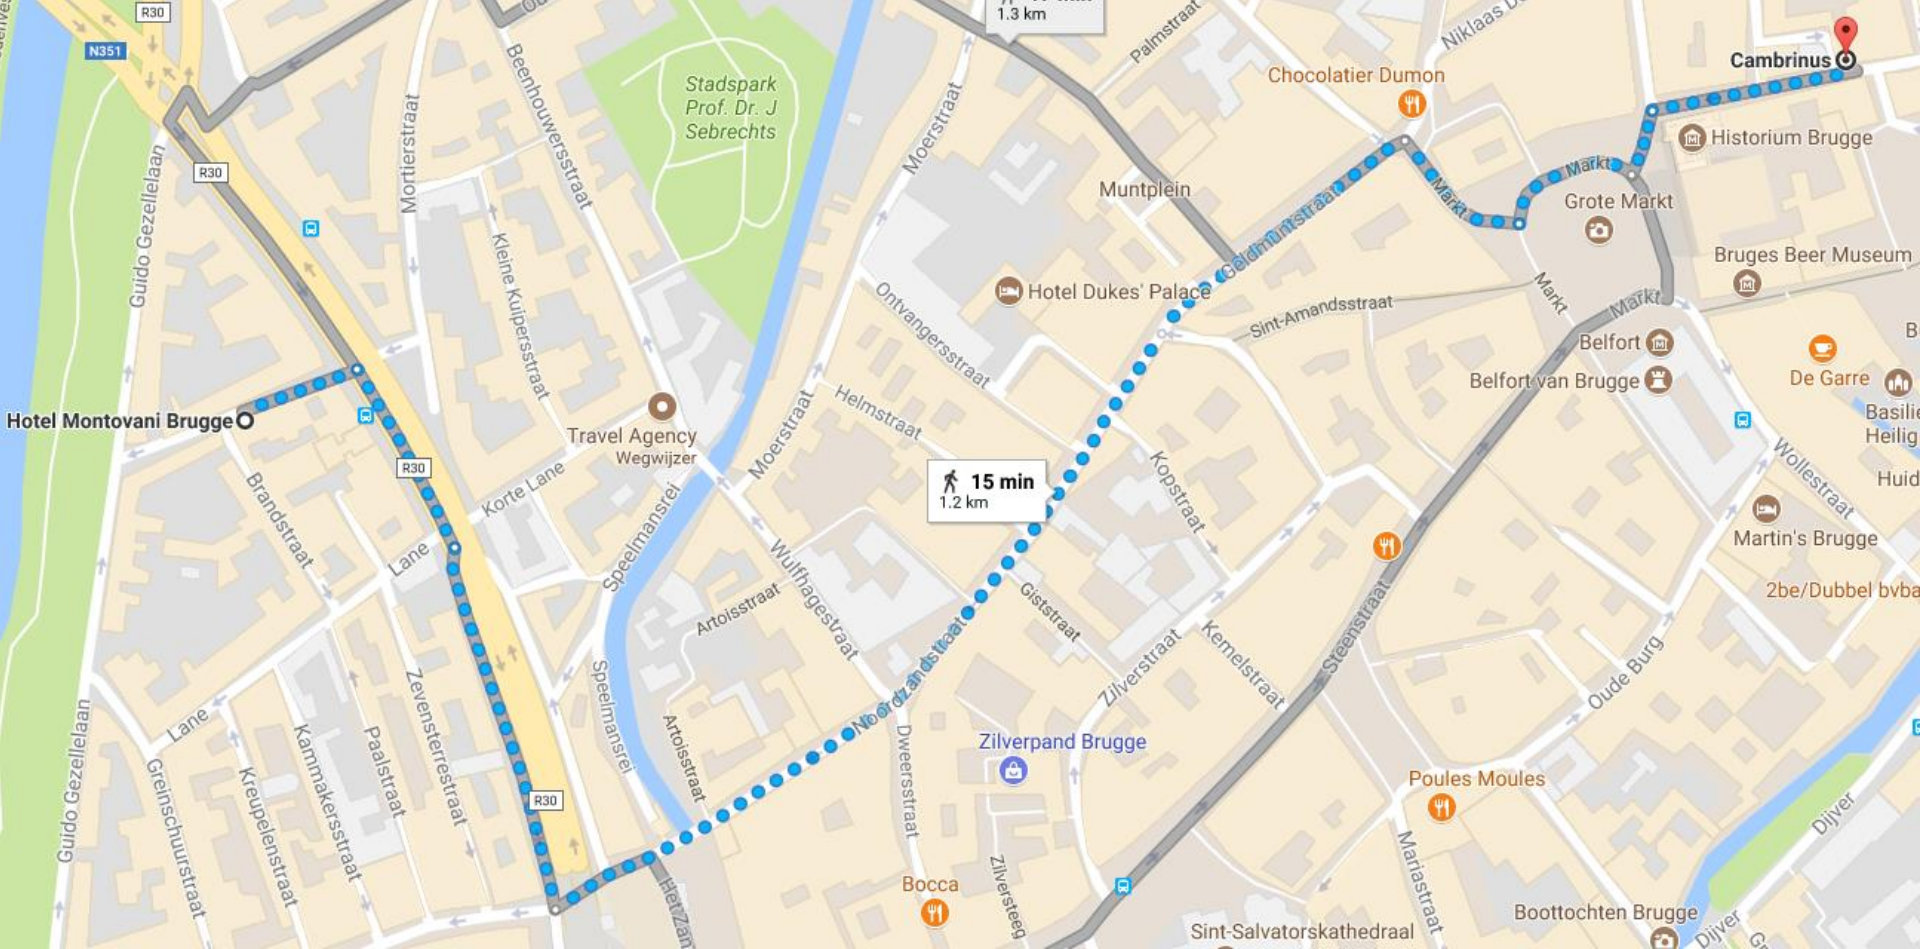 R30
1.3 km
Palmstraat
N351
Beenhouwersstraat
Stadspark
Prof. Dr. J
Sebrechts
Chocolatier Dumon
Cambrinus
Historium Brugge
Moerstraat
Mortierstraat
R30
Guido Gezellelaan
Muntplein
Markt
Markt
Grote Markt
Geldmuntstraat
Bruges Beer Museum
Kleine Kuipersstraat
Hotel Dukes' Palace
Sint-Amandsstraat
Markt
Markt
Ontvangersstraat
Belfort
Belfort van Brugge
De Garre
Helmstraat
Hotel Montovani Brugge
Travel Agency
Wegwijzer
Moerstraat
R30
Korte Lane
Brandstraat
Kopstraat
Wollestraat
15 min
1.2 km
Martin's Brugge
Lane
Speelmansrei
Wulfhagestraat
Artoisstraat
Giststraat
2be/Dubbel bvba
Kemelstraat
Steenstraat
Zilverstraat
Oude Burg
Noordzandstraat
Speelmansrei
Zevensterrestraat
Lane
Guido Gezellelaan
Artoisstraat
Dweersstraat
Zilverpand Brugge
Kammakersstraat
Paalstraat
Greinschuurstraat
Kreupelenstraat
Poules Moules
R30
Dijver
Mariastraat
Bocca
Zilversteeg
Boottochten Brugge
Sint-Salvatorskathedraal
Dijver